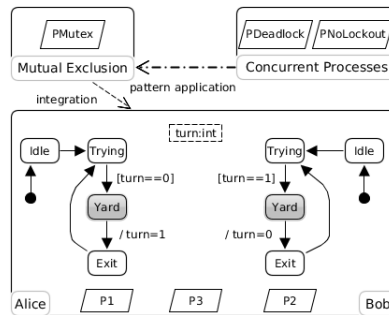 PMutex
PDeadlock PNoLockout
Mutual Exclusion
Concurrent Processes
pattern application
integration
turn:int
Idle Trying
Trying Idle
[turn==0]
[turn==1]
Yard
Yard
/ turn=1
/ turn=0
Exit
Exit
Alice P1 P3 P2 Bob